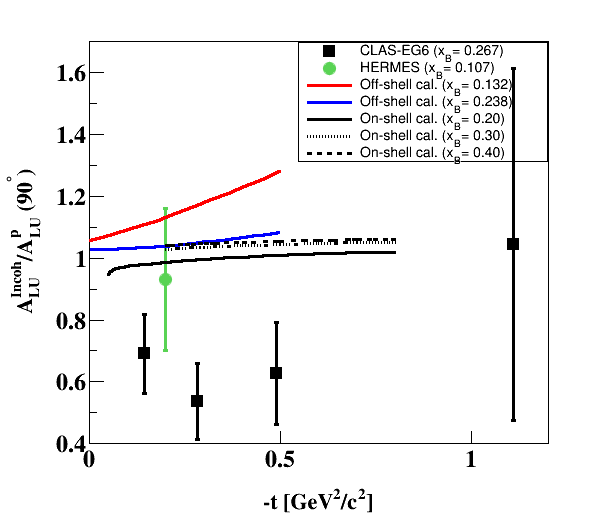 CLAS-EG6 (x_B= 0.267)
HERMES (x_B= 0.107)
Off-shell cal. (x_B= 0.132)
Off-shell cal. (x_B= 0.238)
On-shell cal. (x_B= 0.20)
On-shell cal. (x_B= 0.30)
On-shell cal. (x_B= 0.40)
A_LU^Incoh/A_LU^p (90°)
1.6
1.4
1.2
1
0.8
0.6
0.4
0
0.5
1
-t [GeV²/c²]